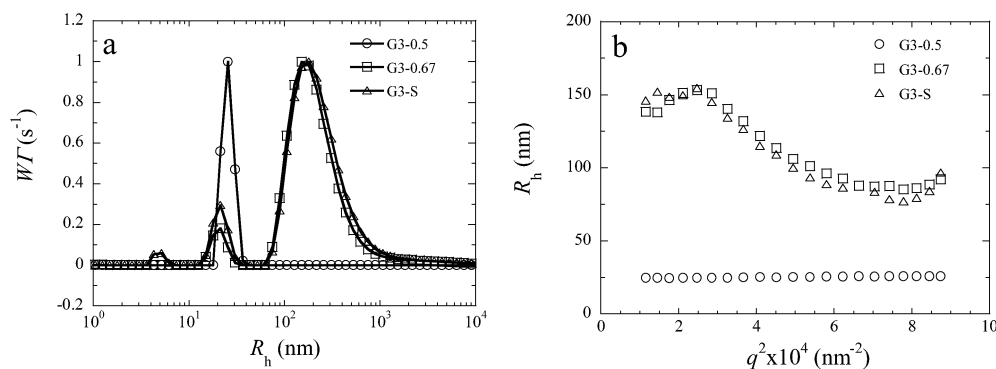 a
G3-0.5
G3-0.67
G3-S
1.2
1
0.8
0.6
0.4
0.2
0
-0.2
WΓ (s⁻¹)
10⁰ 10¹ 10² 10³ 10⁴
Rₕ (nm)
b
G3-0.5
G3-0.67
G3-S
200
150
100
50
0
Rₕ (nm)
0 2 4 6 8 10
q²x10⁴ (nm⁻²)